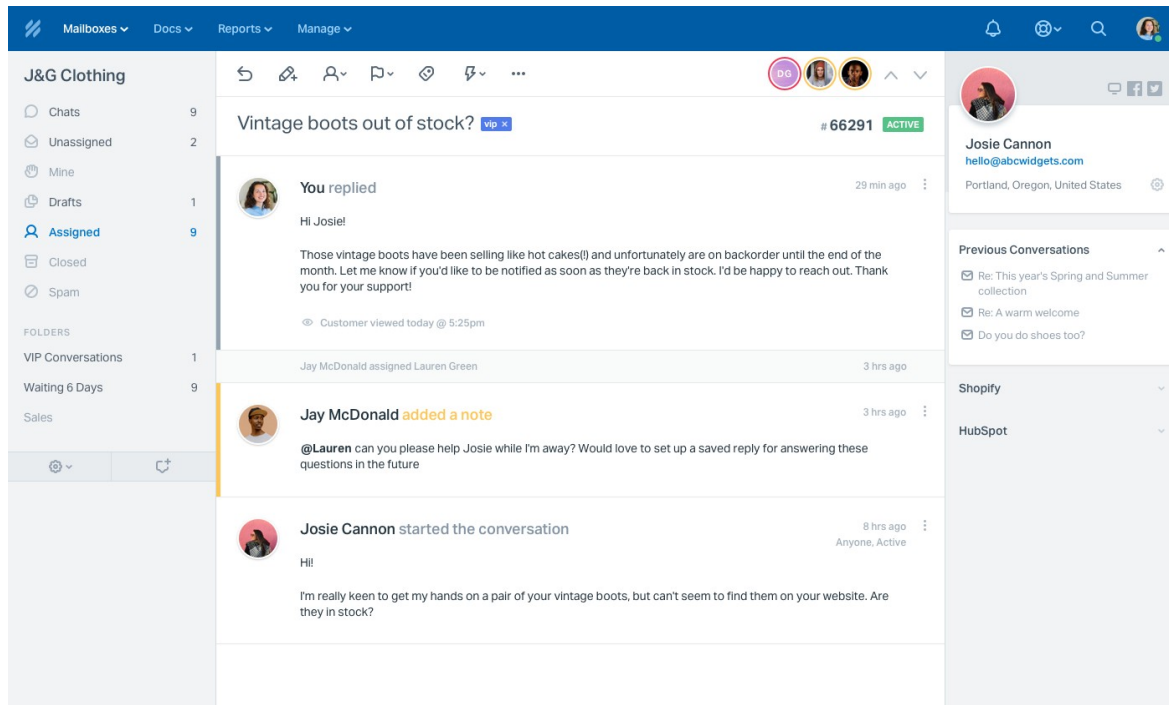 Mailboxes Docs Reports Manage
J&G Clothing
Chats 9
Unassigned 2
Mine
Drafts 1
Assigned 9
Closed
Spam
FOLDERS
VIP Conversations 1
Waiting 6 Days 9
Sales
DG
Vintage boots out of stock? vip × #66291 ACTIVE
You replied 29 min ago
Hi Josie!
Those vintage boots have been selling like hot cakes(!) and unfortunately are on backorder until the end of the
month. Let me know if you'd like to be notified as soon as they're back in stock. I'd be happy to reach out. Thank
you for your support!
Customer viewed today @ 5:25pm
Jay McDonald assigned Lauren Green 3 hrs ago
Jay McDonald added a note 3 hrs ago
@Lauren can you please help Josie while I'm away? Would love to set up a saved reply for answering these
questions in the future
Josie Cannon started the conversation 8 hrs ago
Anyone, Active
Hi!
I'm really keen to get my hands on a pair of your vintage boots, but can't seem to find them on your website. Are
they in stock?
Josie Cannon
hello@abcwidgets.com
Portland, Oregon, United States
Previous Conversations
Re: This year's Spring and Summer
collection
Re: A warm welcome
Do you do shoes too?
Shopify
HubSpot